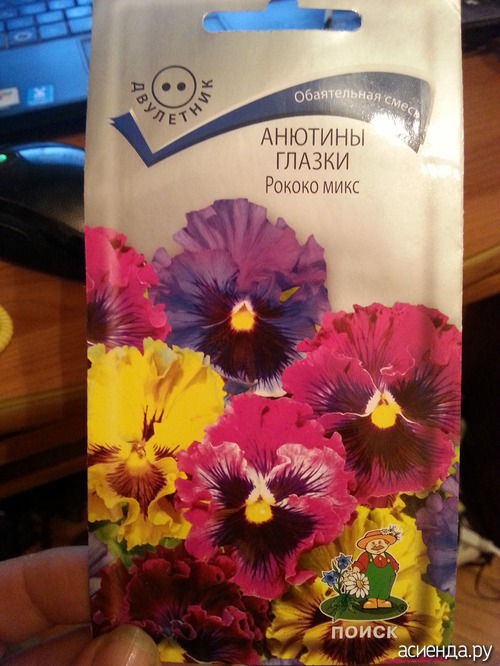 ДВУЛЕТНИК
Обаятельная смесь
АНЮТИНЫ
ГЛАЗКИ
Рококо микс
ПОИСК
асиенда.ру